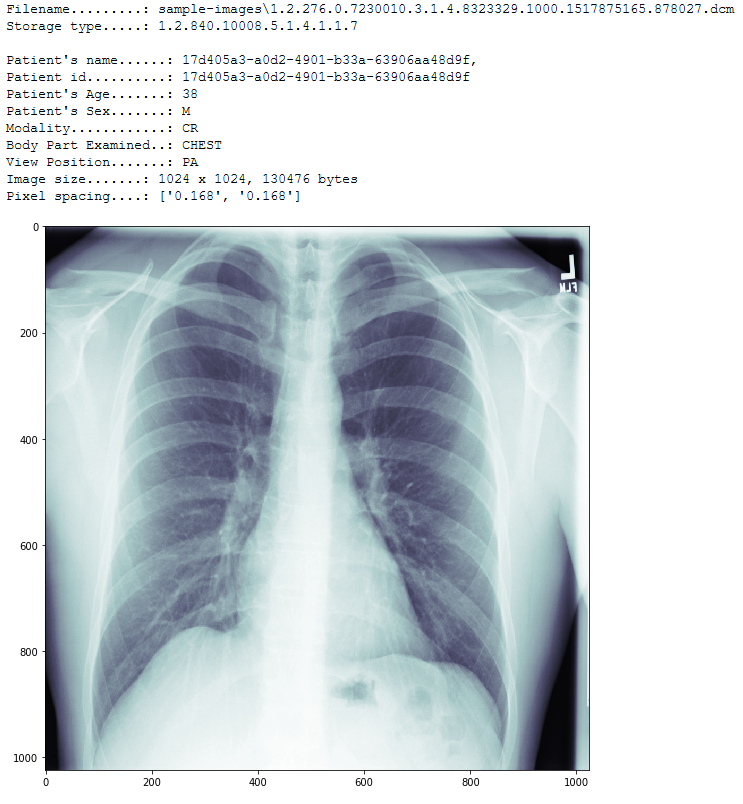 Filename.........: sample-images\1.2.276.0.7230010.3.1.4.8323329.1000.1517875165.878027.dcm
Storage type.....: 1.2.840.10008.5.1.4.1.1.7
Patient's name......: 17d405a3-a0d2-4901-b33a-63906aa48d9f,
Patient id..........: 17d405a3-a0d2-4901-b33a-63906aa48d9f
Patient's Age.......: 38
Patient's Sex.......: M
Modality............: CR
Body Part Examined..: CHEST
View Position.......: PA
Image size.......: 1024 x 1024, 130476 bytes
Pixel spacing....: ['0.168', '0.168']
0
L
200
400
600
800
1000
0 200 400 600 800 1000